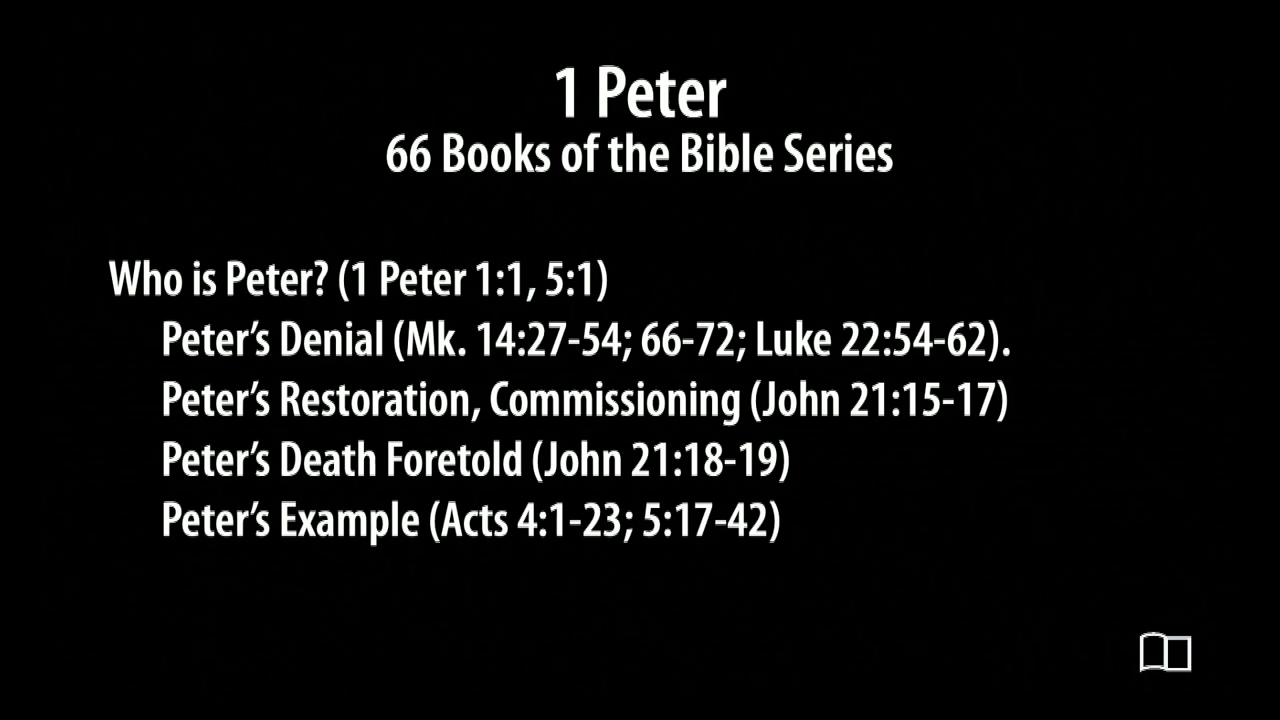 1 Peter
66 Books of the Bible Series
Who is Peter? (1 Peter 1:1, 5:1)
Peter’s Denial (Mk. 14:27-54; 66-72; Luke 22:54-62).
Peter’s Restoration, Commissioning (John 21:15-17)
Peter’s Death Foretold (John 21:18-19)
Peter’s Example (Acts 4:1-23; 5:17-42)